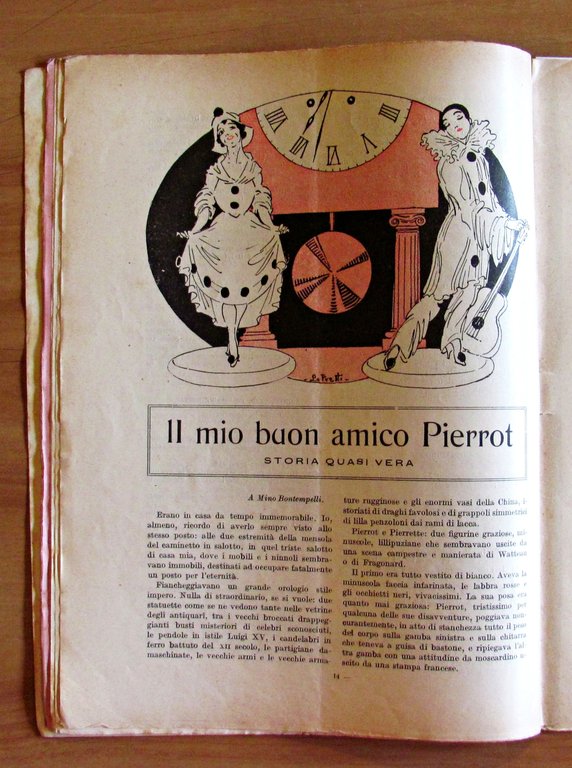 XII
Il mio buon amico Pierrot
STORIA QUASI VERA
A Mino Bontempelli.
Erano in casa da tempo immemorabile. Io,
almeno, ricordo di averlo sempre visto allo
stesso posto: alle due estremità della mensola
del caminetto in salotto, in quel triste salotto
di casa mia, dove i mobili e i ninnoli sembra-
vano immobili, destinati ad occupare fatalmente
un posto per l'eternità.
Fiancheggiavano un grande orologio stile
impero. Nulla di straordinario, se si vuole: due
statuette come se ne vedono tante nelle vetrine
degli antiquari, tra i vecchi broccati drappeg-
gianti busti misteriosi di celebri sconosciuti,
le pendole in istile Luigi XV, i candelabri in
ferro battuto del XII secolo, le partigiane da-
maschinate, le vecchie armi e le vecchie arma-
ture rugginose e gli enormi vasi della China,
storiati di draghi favolosi e di grappoli simmetrici
di lilla penzoloni dai rami di lacca.
Pierrot e Pierrette: due figurine graziose, mi-
nuscole, lillipuziane che sembravano uscite da
una scena campestre e manierata di Watteau
o di Fragonard.
Il primo era tutto vestito di bianco. Aveva la
minuscola faccia infarinata, le labbra rosse e
gli occhietti neri, vivacissimi. La sua posa era
quanto mai graziosa: Pierrot, tristissimo per
qualcuna delle sue disavventure, poggiava non-
curantemente, in atto di stanchezza tutto il peso
del corpo sulla gamba sinistra e sulla chitarra
che teneva a guisa di bastone, e ripiegava l'al-
tra gamba con una attitudine da moscardino u-
scito da una stampa francese.
14 —